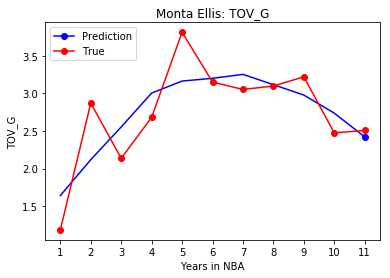 Monta Ellis: TOV_G
Prediction
True
3.5
3.0
2.5
2.0
1.5
TOV_G
1 2 3 4 5 6 7 8 9 10 11
Years in NBA